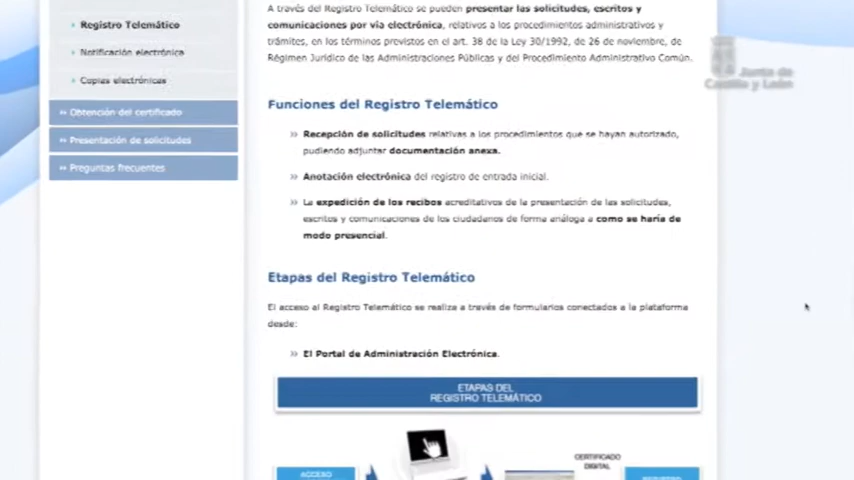 Registro Telemático
Notificación electrónica
Copias electrónicas
Obtención del certificado
Presentación de solicitudes
Preguntas frecuentes
A través del Registro Telemático se pueden presentar las solicitudes, escritos y
comunicaciones por vía electrónica, relativos a los procedimientos administrativos y
trámites, en los términos previstos en el art. 38 de la Ley 30/1992, de 26 de noviembre, de
Régimen Jurídico de las Administraciones Públicas y del Procedimiento Administrativo Común.
Junta de
Castilla y León
Funciones del Registro Telemático
Recepción de solicitudes relativas a los procedimientos que se hayan autorizado,
pudiendo adjuntar documentación anexa.
Anotación electrónica del registro de entrada inicial.
La expedición de los recibos acreditativos de la presentación de las solicitudes,
escritos y comunicaciones de los ciudadanos de forma análoga a como se haría de
modo presencial.
Etapas del Registro Telemático
El acceso al Registro Telemático se realiza a través de formularios conectados a la plataforma
desde:
El Portal de Administración Electrónica.
ETAPAS DEL
REGISTRO TELEMÁTICO
CERTIFICADO
DIGITAL
ACCESO